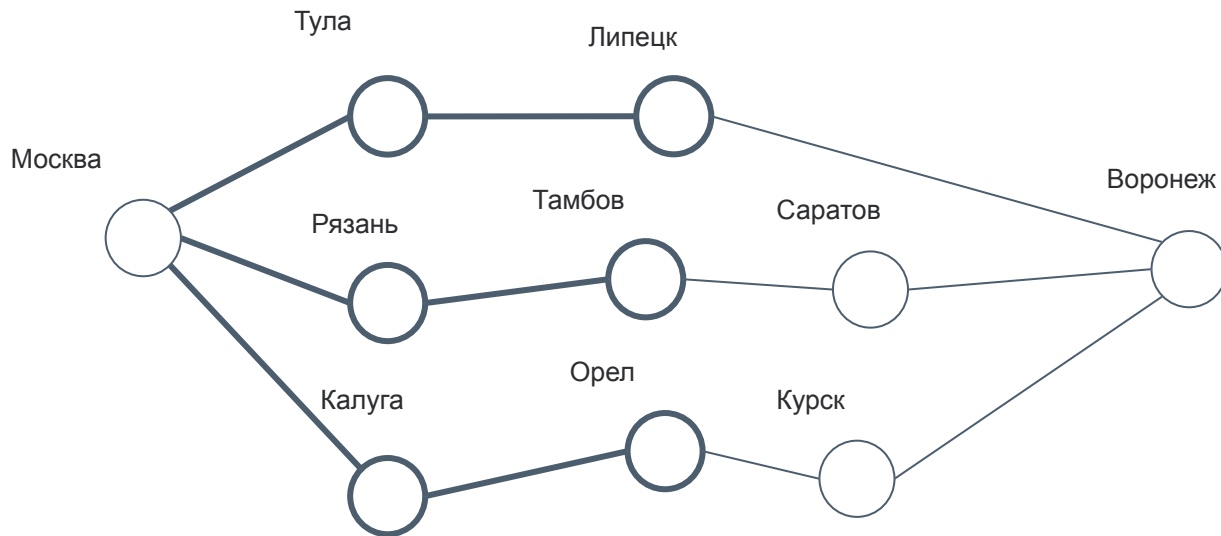 Тула
Липецк
Москва
Воронеж
Рязань
Тамбов
Саратов
Калуга
Орел
Курск